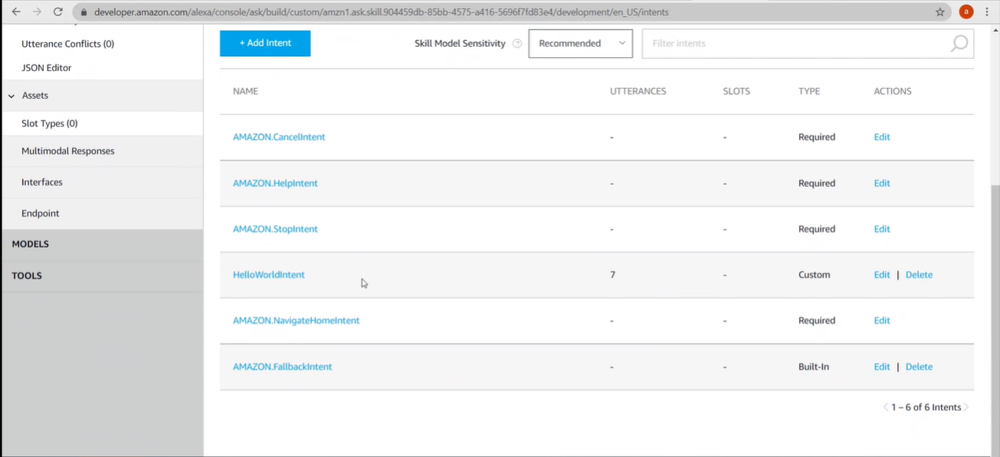 developer.amazon.com/alexa/console/ask/build/custom/amzn1.ask.skill.904459db-85bb-4575-a416-5696f7fd83e4/development/en_US/intents
a
Utterance Conflicts (0)
JSON Editor
Assets
Slot Types (0)
Multimodal Responses
Interfaces
Endpoint
MODELS
TOOLS
+ Add Intent
Skill Model Sensitivity ?
Recommended
Filter intents
NAME UTTERANCES SLOTS TYPE ACTIONS
AMAZON.CancelIntent - - Required Edit
AMAZON.HelpIntent - - Required Edit
AMAZON.StopIntent - - Required Edit
HelloWorldIntent 7 - Custom Edit | Delete
AMAZON.NavigateHomeIntent - - Required Edit
AMAZON.FallbackIntent - - Built-In Edit | Delete
1 – 6 of 6 Intents